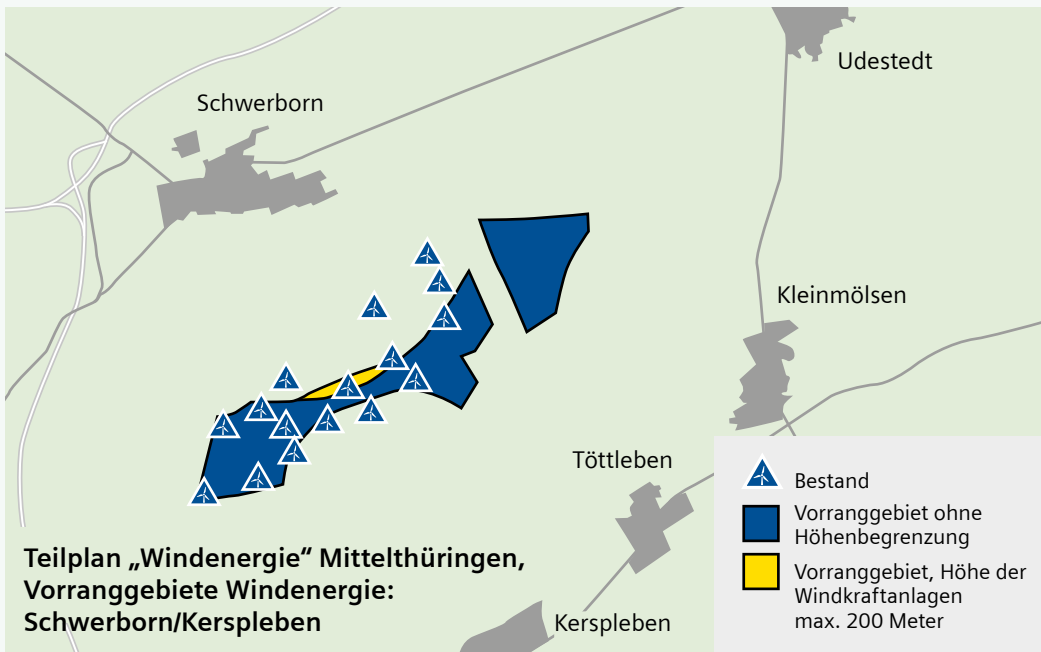 Udestedt
Schwerborn
Kleinmölsen
Töttleben
Kerspleben
Teilplan „Windenergie“ Mittelthüringen,
Vorranggebiete Windenergie:
Schwerborn/Kerspleben
Bestand
Vorranggebiet ohne
Höhenbegrenzung
Vorranggebiet, Höhe der
Windkraftanlagen
max. 200 Meter